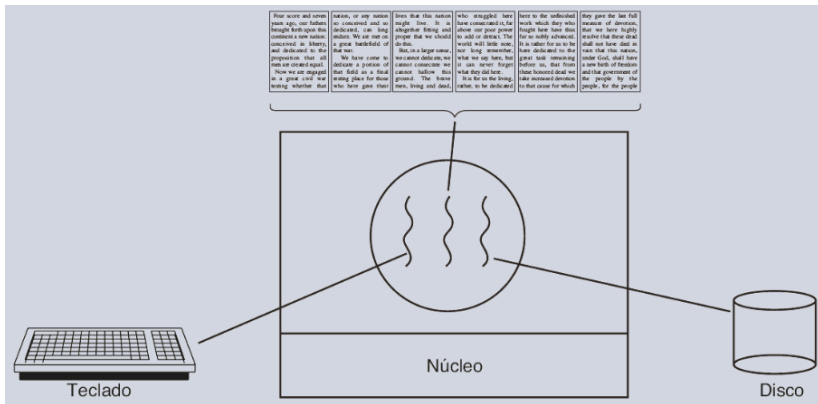 Four score and seven
years ago, our fathers
brought forth upon this
continent a new nation:
conceived in liberty,
and dedicated to the
proposition that all
men are created equal.
Now we are engaged
in a great civil war
testing whether that
nation, or any nation
so conceived and so
dedicated, can long
endure. We are met on
a great battlefield of
that war.
We have come to
dedicate a portion of
that field as a final
resting place for those
who here gave their
lives that this nation
might live. It is
altogether fitting and
proper that we should
do this.
But, in a larger sense,
we cannot dedicate, we
cannot consecrate we
cannot hallow this
ground. The brave
men, living and dead,
who struggled here
have consecrated it, far
above our poor power
to add or detract. The
world will little note,
nor long remember,
what we say here, but
it can never forget
what they did here.
It is for us the living,
rather, to be dedicated
here to the unfinished
work which they who
fought here have thus
far so nobly advanced.
It is rather for us to be
here dedicated to the
great task remaining
before us, that from
these honored dead we
take increased devotion
to that cause for which
they gave the last full
measure of devotion,
that we here highly
resolve that these dead
shall not have died in
vain that this nation,
under God, shall have
a new birth of freedom
and that government of
the people by the
people, for the people
Núcleo
Teclado
Disco